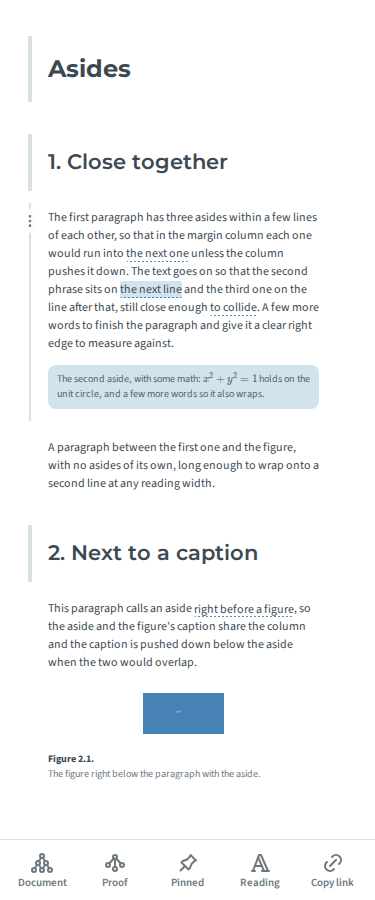 Asides
1. Close together
The first paragraph has three asides within a few lines
of each other, so that in the margin column each one
would run into the next one unless the column
pushes it down. The text goes on so that the second
phrase sits on the next line and the third one on the
line after that, still close enough to collide. A few more
words to finish the paragraph and give it a clear right
edge to measure against.
The second aside, with some math: x² + y² = 1 holds on the
unit circle, and a few more words so it also wraps.
A paragraph between the first one and the figure,
with no asides of its own, long enough to wrap onto a
second line at any reading width.
2. Next to a caption
This paragraph calls an aside right before a figure, so
the aside and the figure's caption share the column
and the caption is pushed down below the aside
when the two would overlap.
Figure 2.1.
The figure right below the paragraph with the aside.
Document Proof Pinned Reading Copy link